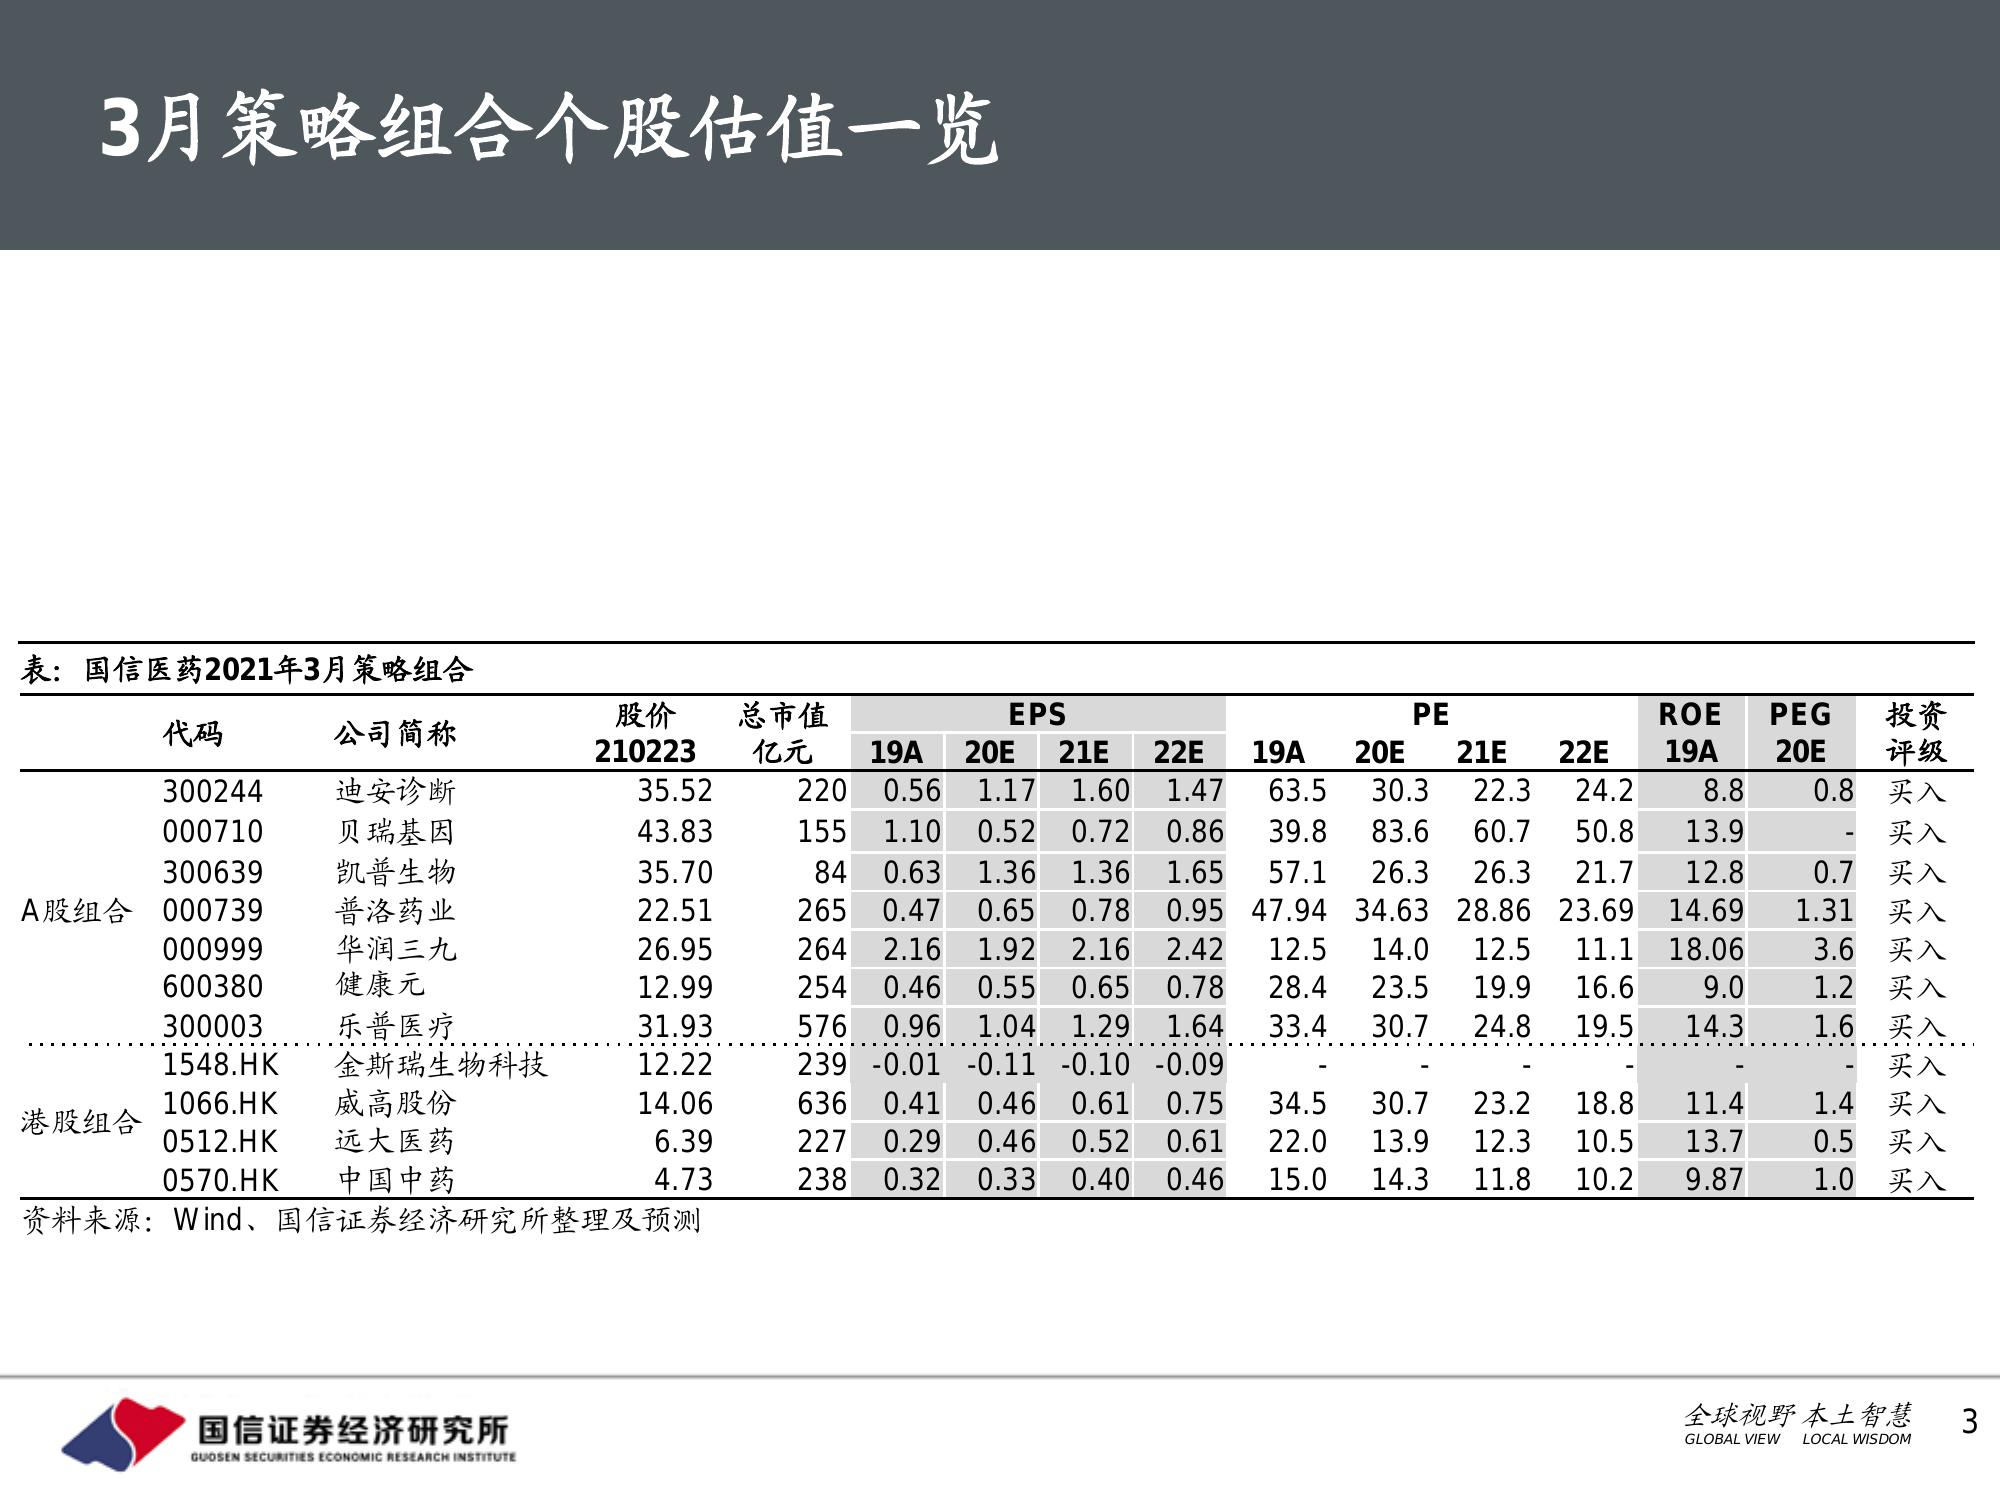 3月策略组合个股估值一览
表：国信医药2021年3月策略组合
代码 公司简称 股价 210223 总市值 亿元 EPS PE ROE PEG 投资 评级
19A 20E 21E 22E 19A 20E 21E 22E 19A 20E
A股组合
300244 迪安诊断 35.52 220 0.56 1.17 1.60 1.47 63.5 30.3 22.3 24.2 8.8 0.8 买入
000710 贝瑞基因 43.83 155 1.10 0.52 0.72 0.86 39.8 83.6 60.7 50.8 13.9 - 买入
300639 凯普生物 35.70 84 0.63 1.36 1.36 1.65 57.1 26.3 26.3 21.7 12.8 0.7 买入
000739 普洛药业 22.51 265 0.47 0.65 0.78 0.95 47.94 34.63 28.86 23.69 14.69 1.31 买入
000999 华润三九 26.95 264 2.16 1.92 2.16 2.42 12.5 14.0 12.5 11.1 18.06 3.6 买入
600380 健康元 12.99 254 0.46 0.55 0.65 0.78 28.4 23.5 19.9 16.6 9.0 1.2 买入
300003 乐普医疗 31.93 576 0.96 1.04 1.29 1.64 33.4 30.7 24.8 19.5 14.3 1.6 买入
港股组合
1548.HK 金斯瑞生物科技 12.22 239 -0.01 -0.11 -0.10 -0.09 - - - - - - 买入
1066.HK 威高股份 14.06 636 0.41 0.46 0.61 0.75 34.5 30.7 23.2 18.8 11.4 1.4 买入
0512.HK 远大医药 6.39 227 0.29 0.46 0.52 0.61 22.0 13.9 12.3 10.5 13.7 0.5 买入
0570.HK 中国中药 4.73 238 0.32 0.33 0.40 0.46 15.0 14.3 11.8 10.2 9.87 1.0 买入
资料来源：Wind、国信证券经济研究所整理及预测
国信证券经济研究所
GUOSEN SECURITIES ECONOMIC RESEARCH INSTITUTE
全球视野 本土智慧
GLOBAL VIEW LOCAL WISDOM
3